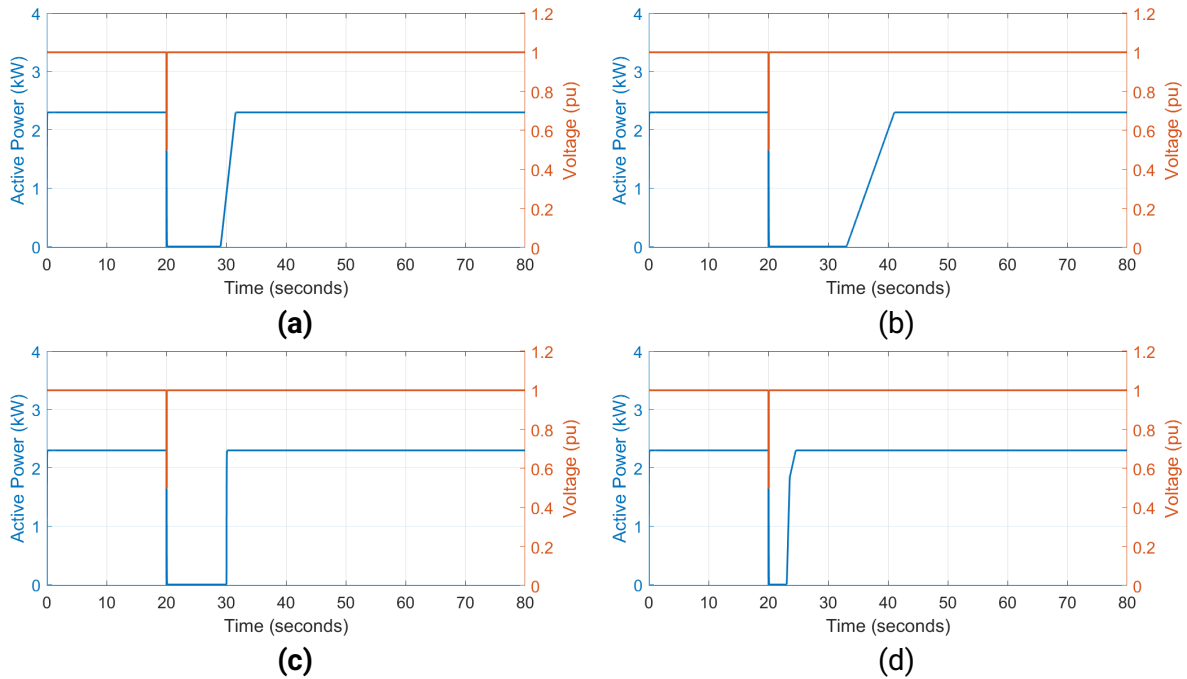 4 3 2 1 0
Active Power (kW)
1.2 1 0.8 0.6 0.4 0.2 0
Voltage (pu)
0 10 20 30 40 50 60 70 80
Time (seconds)
(a)
4 3 2 1 0
Active Power (kW)
1.2 1 0.8 0.6 0.4 0.2 0
Voltage (pu)
0 10 20 30 40 50 60 70 80
Time (seconds)
(b)
4 3 2 1 0
Active Power (kW)
1.2 1 0.8 0.6 0.4 0.2 0
Voltage (pu)
0 10 20 30 40 50 60 70 80
Time (seconds)
(c)
4 3 2 1 0
Active Power (kW)
1.2 1 0.8 0.6 0.4 0.2 0
Voltage (pu)
0 10 20 30 40 50 60 70 80
Time (seconds)
(d)